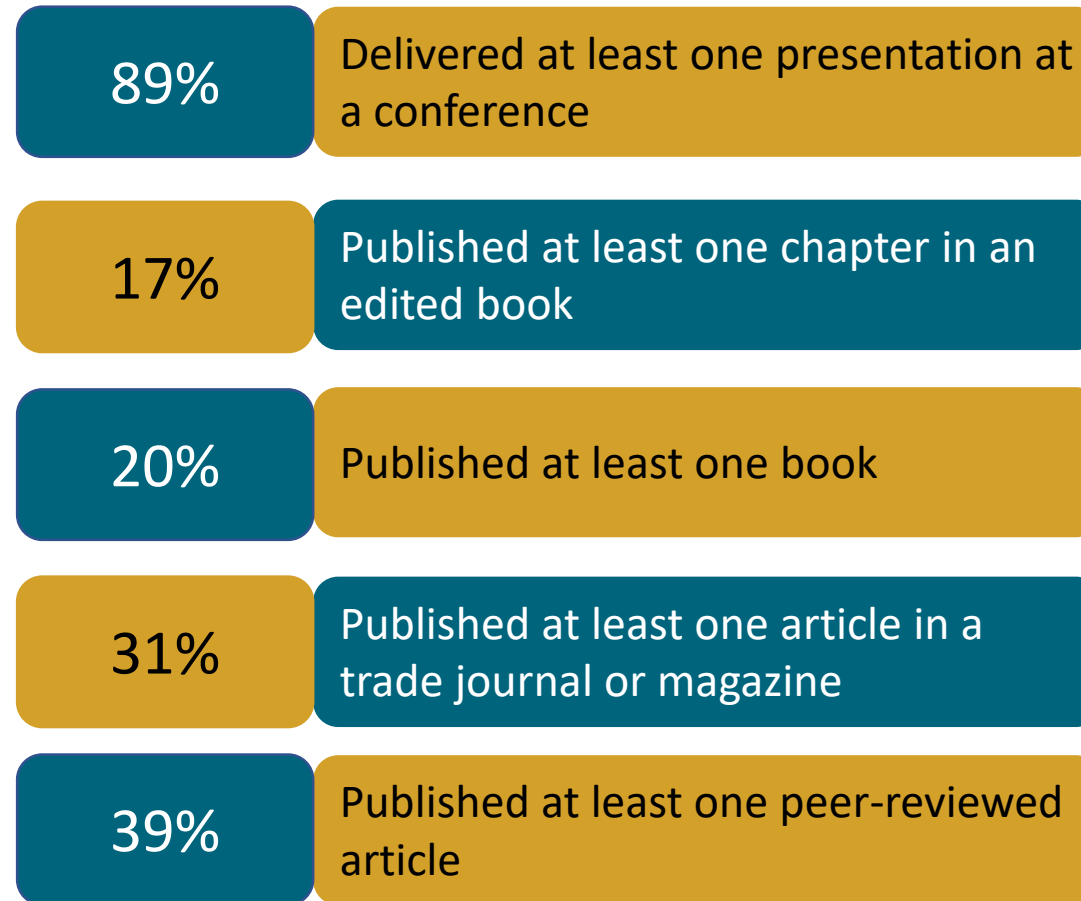 89%
Delivered at least one presentation at
a conference
17%
Published at least one chapter in an
edited book
20%
Published at least one book
31%
Published at least one article in a
trade journal or magazine
39%
Published at least one peer-reviewed
article